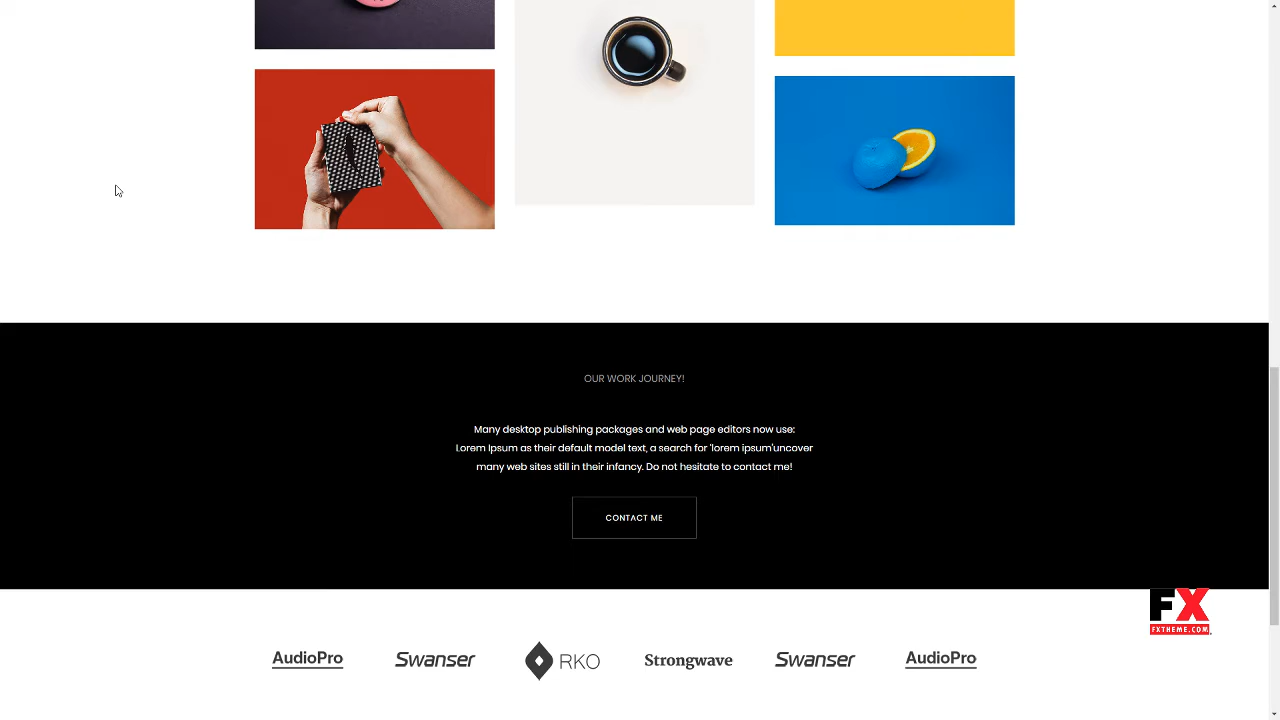 OUR WORK JOURNEY!
Many desktop publishing packages and web page editors now use:
Lorem Ipsum as their default model text, a search for 'lorem ipsum'uncover
many web sites still in their infancy. Do not hesitate to contact me!
CONTACT ME
FX
FXTHEME.COM
AudioPro Swanser RKO Strongwave Swanser AudioPro